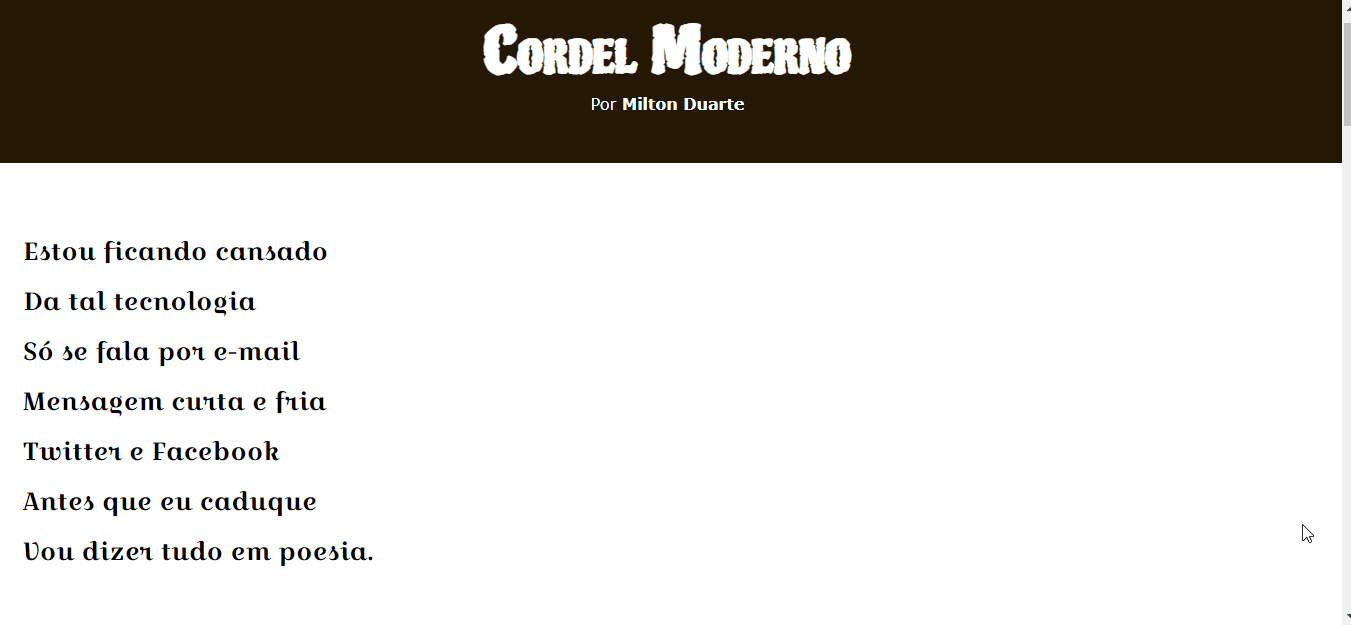 Cordel Moderno
Por Milton Duarte
Estou ficando cansado
Da tal tecnologia
Só se fala por e-mail
Mensagem curta e fria
Twitter e Facebook
Antes que eu caduque
Vou dizer tudo em poesia.